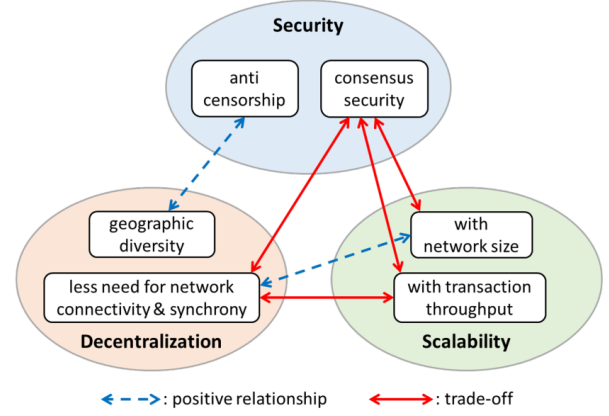 Security
anti
censorship
consensus
security
geographic
diversity
less need for network
connectivity & synchrony
Decentralization
with
network size
with transaction
throughput
Scalability
: positive relationship
: trade-off